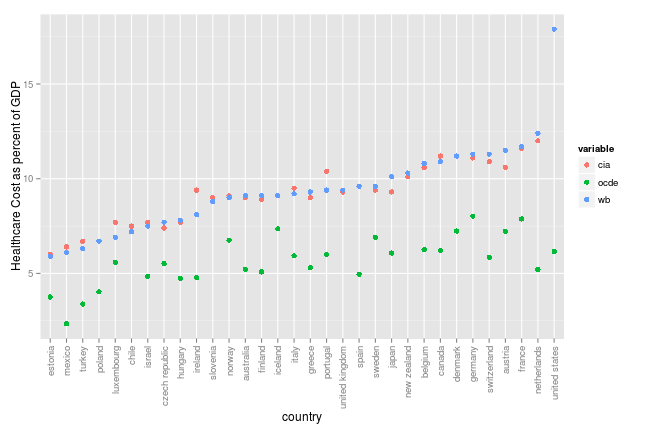 Healthcare Cost as percent of GDP
15
10
5
estonia
mexico
turkey
poland
luxembourg
chile
israel
czech republic
hungary
ireland
slovenia
norway
australia
finland
iceland
italy
greece
portugal
united kingdom
spain
sweden
japan
new zealand
belgium
canada
denmark
germany
switzerland
austria
france
netherlands
united states
country
variable
cia
ocde
wb